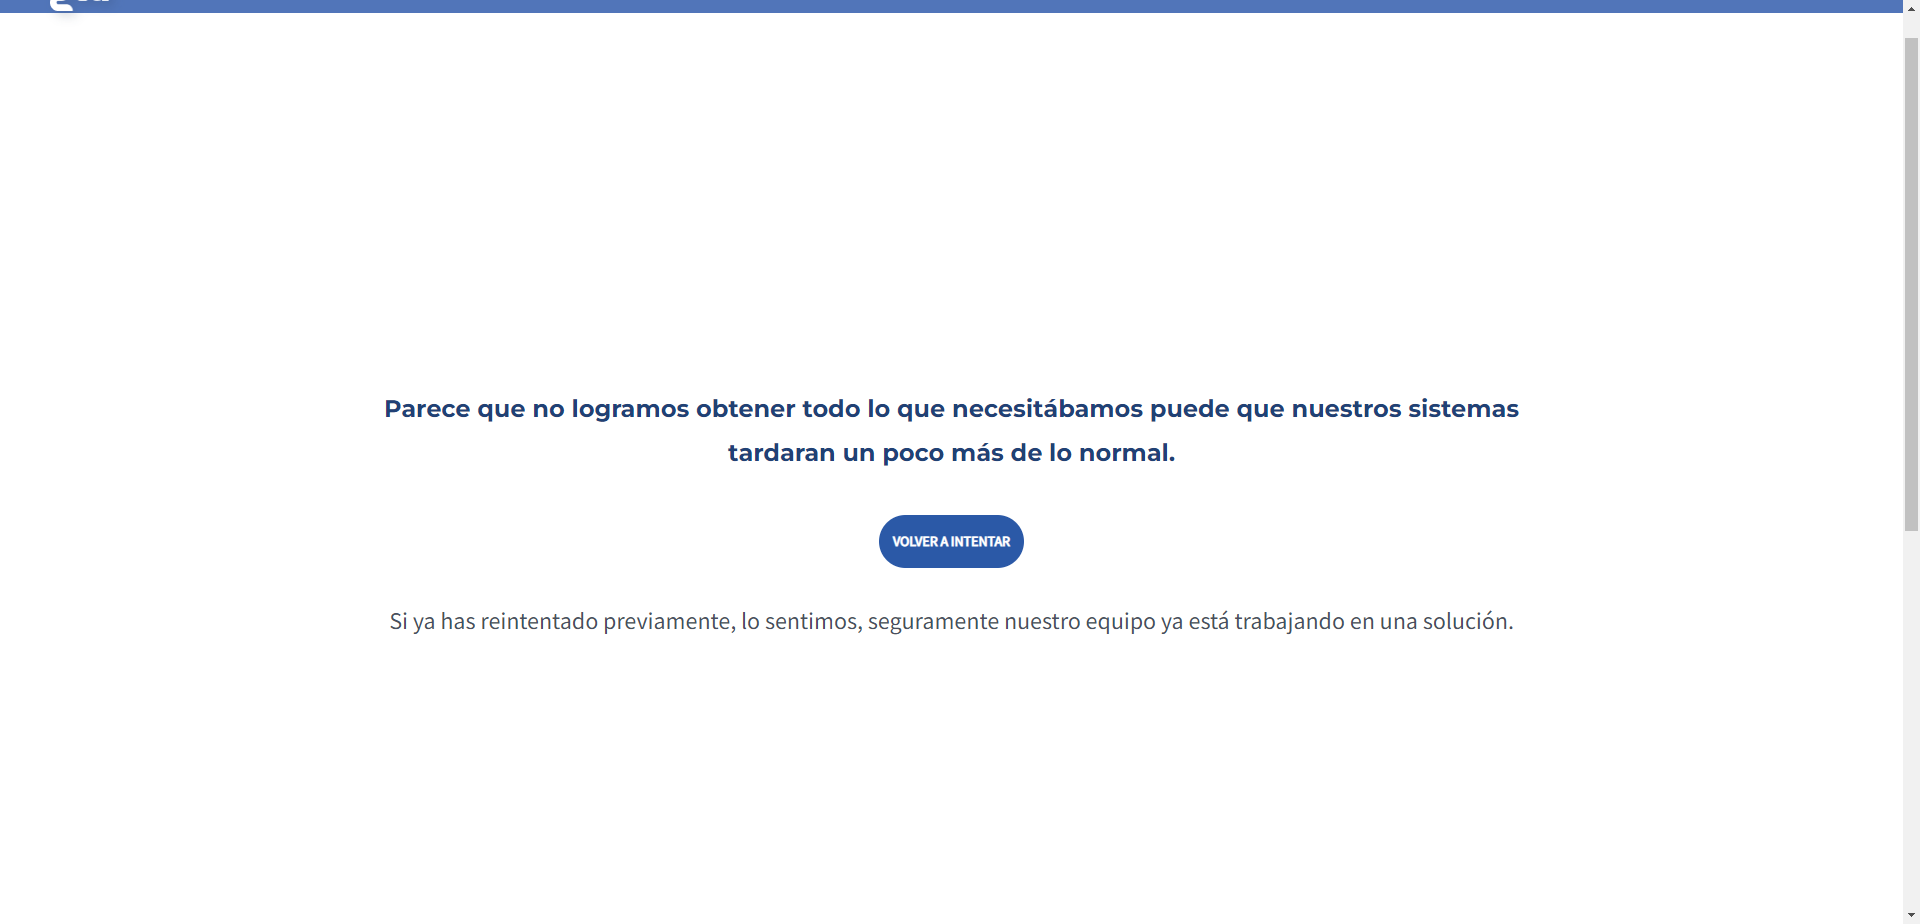 Parece que no logramos obtener todo lo que necesitábamos puede que nuestros sistemas
tardaran un poco más de lo normal.
VOLVER A INTENTAR
Si ya has reintentado previamente, lo sentimos, seguramente nuestro equipo ya está trabajando en una solución.